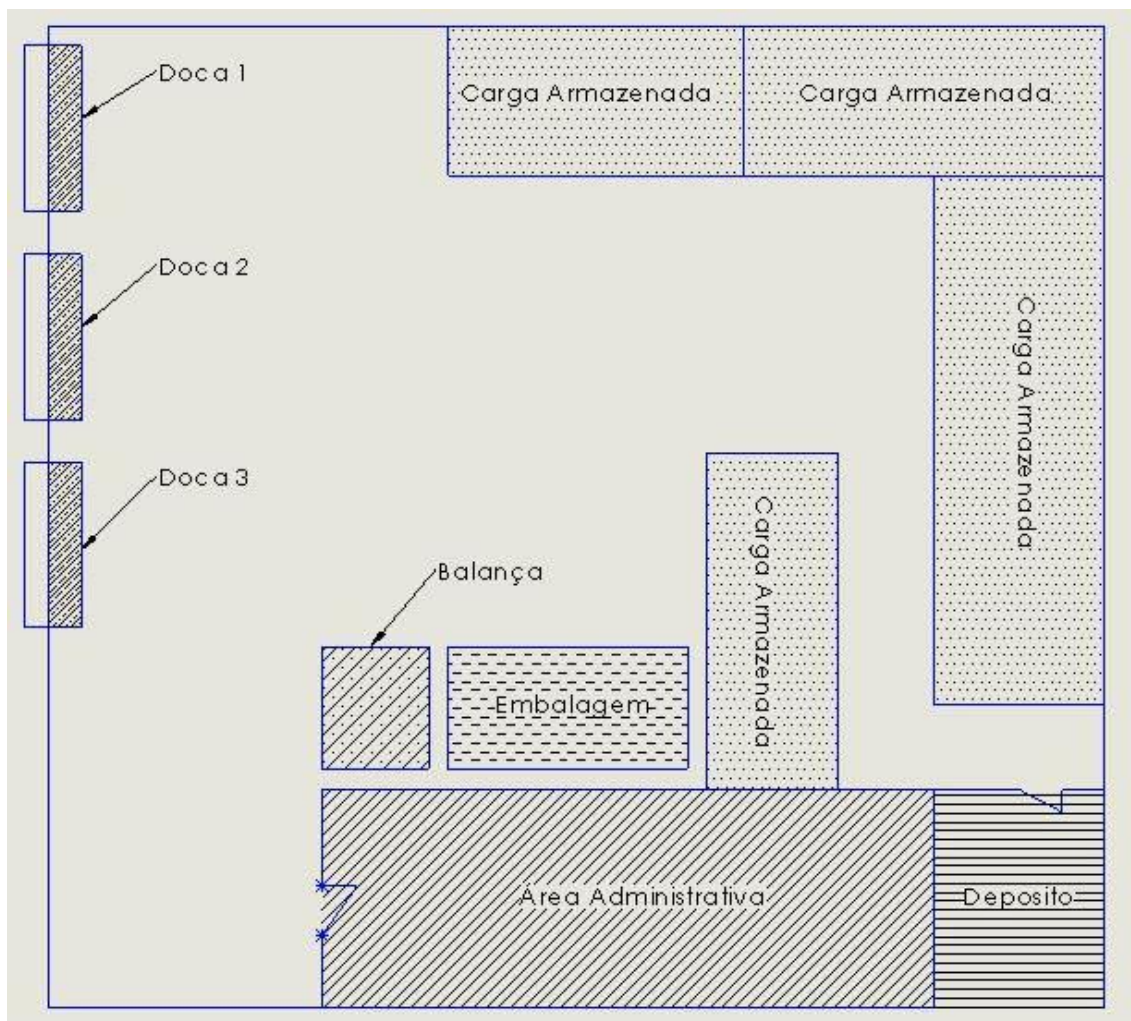 Doca 1
Carga Armazenada
Carga Armazenada
Doca 2
Carga Armazenada
Doca 3
Carga Armazenada
Balança
Embalagem
Área Administrativa
Deposito